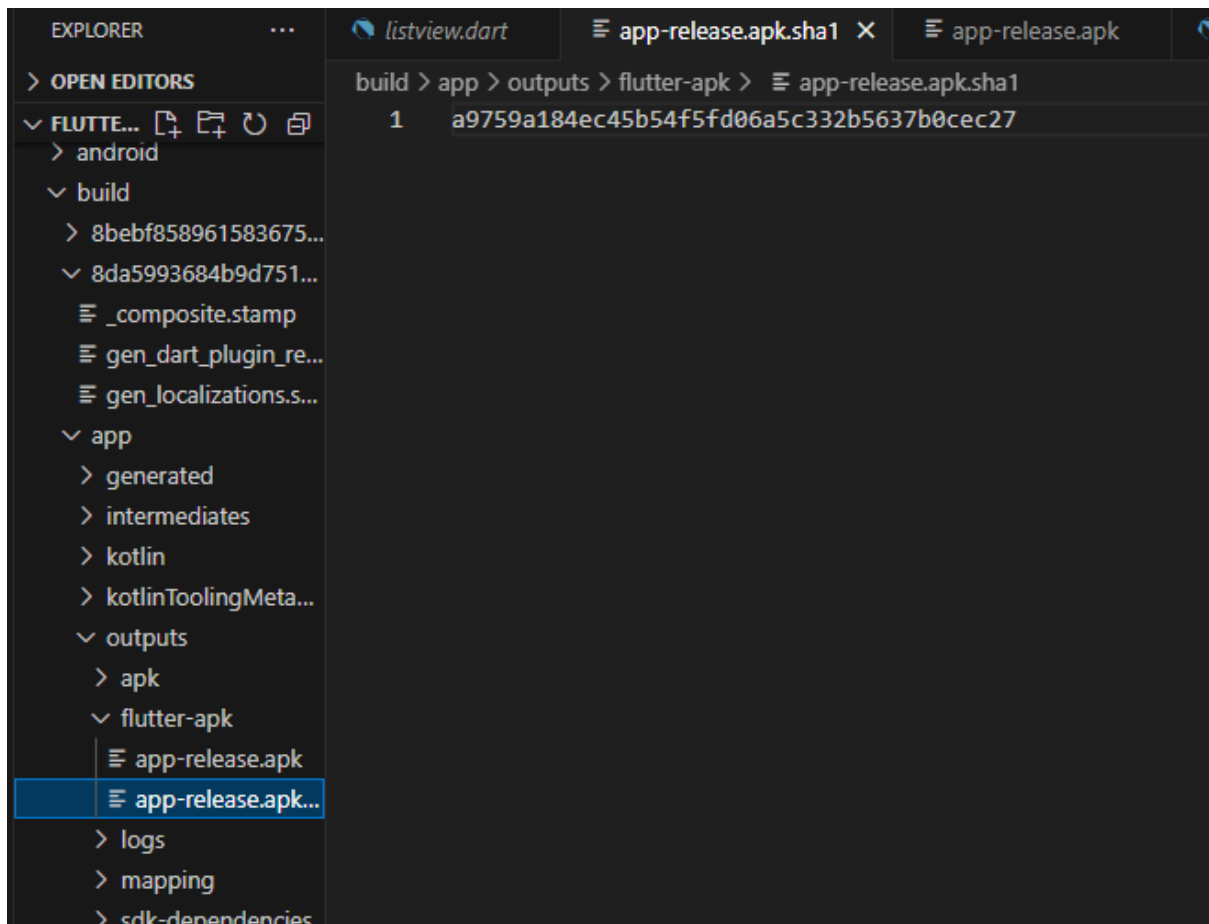 EXPLORER ...
OPEN EDITORS
FLUTTE...
android
build
8bebf858961583675...
8da5993684b9d751...
_composite.stamp
gen_dart_plugin_re...
gen_localizations.s...
app
generated
intermediates
kotlin
kotlinToolingMeta...
outputs
apk
flutter-apk
app-release.apk
app-release.apk...
logs
mapping
sdk-dependencies
listview.dart app-release.apk.sha1 app-release.apk
build > app > outputs > flutter-apk > app-release.apk.sha1
1 a9759a184ec45b54f5fd06a5c332b5637b0cec27